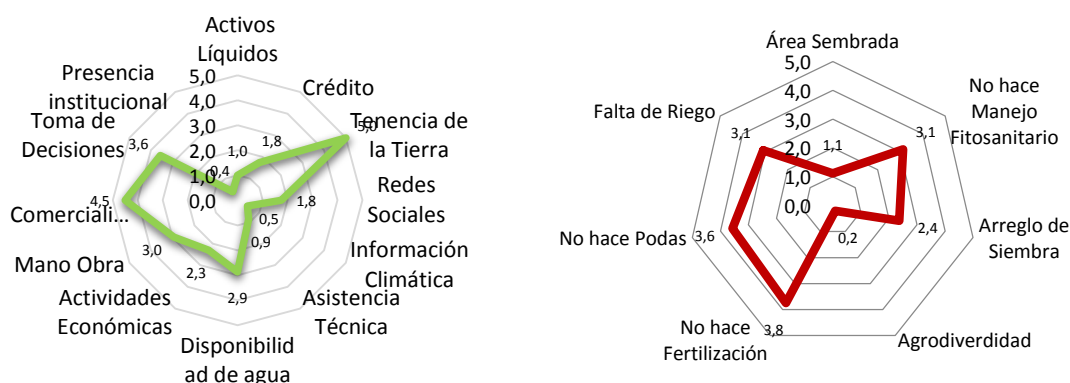 Activos
Líquidos
Crédito
Tenencia de
la Tierra
Redes
Sociales
Información
Climática
Asistencia
Técnica
Disponibilid
ad de agua
Actividades
Económicas
Mano Obra
Comerciali...
Toma de
Decisiones
Presencia
institucional
5,0
4,0
3,0
2,0
1,0
0,0
1,0
1,8
5,0
1,8
0,5
0,9
2,9
2,3
3,0
4,5
3,6
0,4
Área Sembrada
No hace
Manejo
Fitosanitario
Arreglo de
Siembra
Agrodiverdidad
No hace
Fertilización
No hace Podas
Falta de Riego
5,0
4,0
3,0
2,0
1,0
0,0
1,1
3,1
2,4
0,2
3,8
3,6
3,1